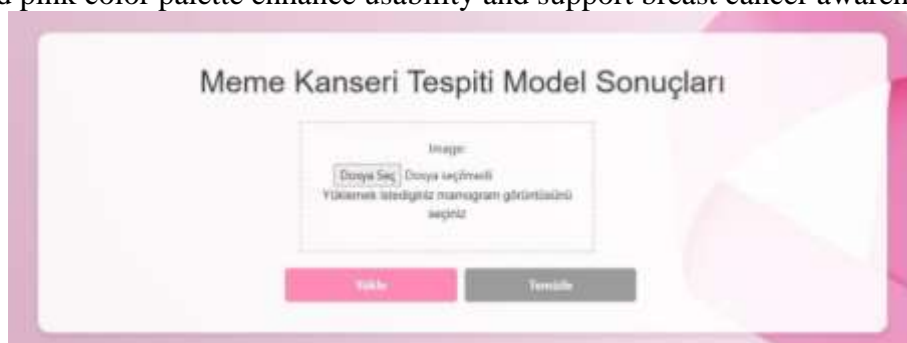 d pink color palette enhance usability and support breast cancer awaren
Meme Kanseri Tespiti Model Sonuçları
Image:
Dosya Seç Dosya seçilmedi
Yüklemek istediğiniz mamogram görüntüsünü
seçiniz
Yükle Temizle